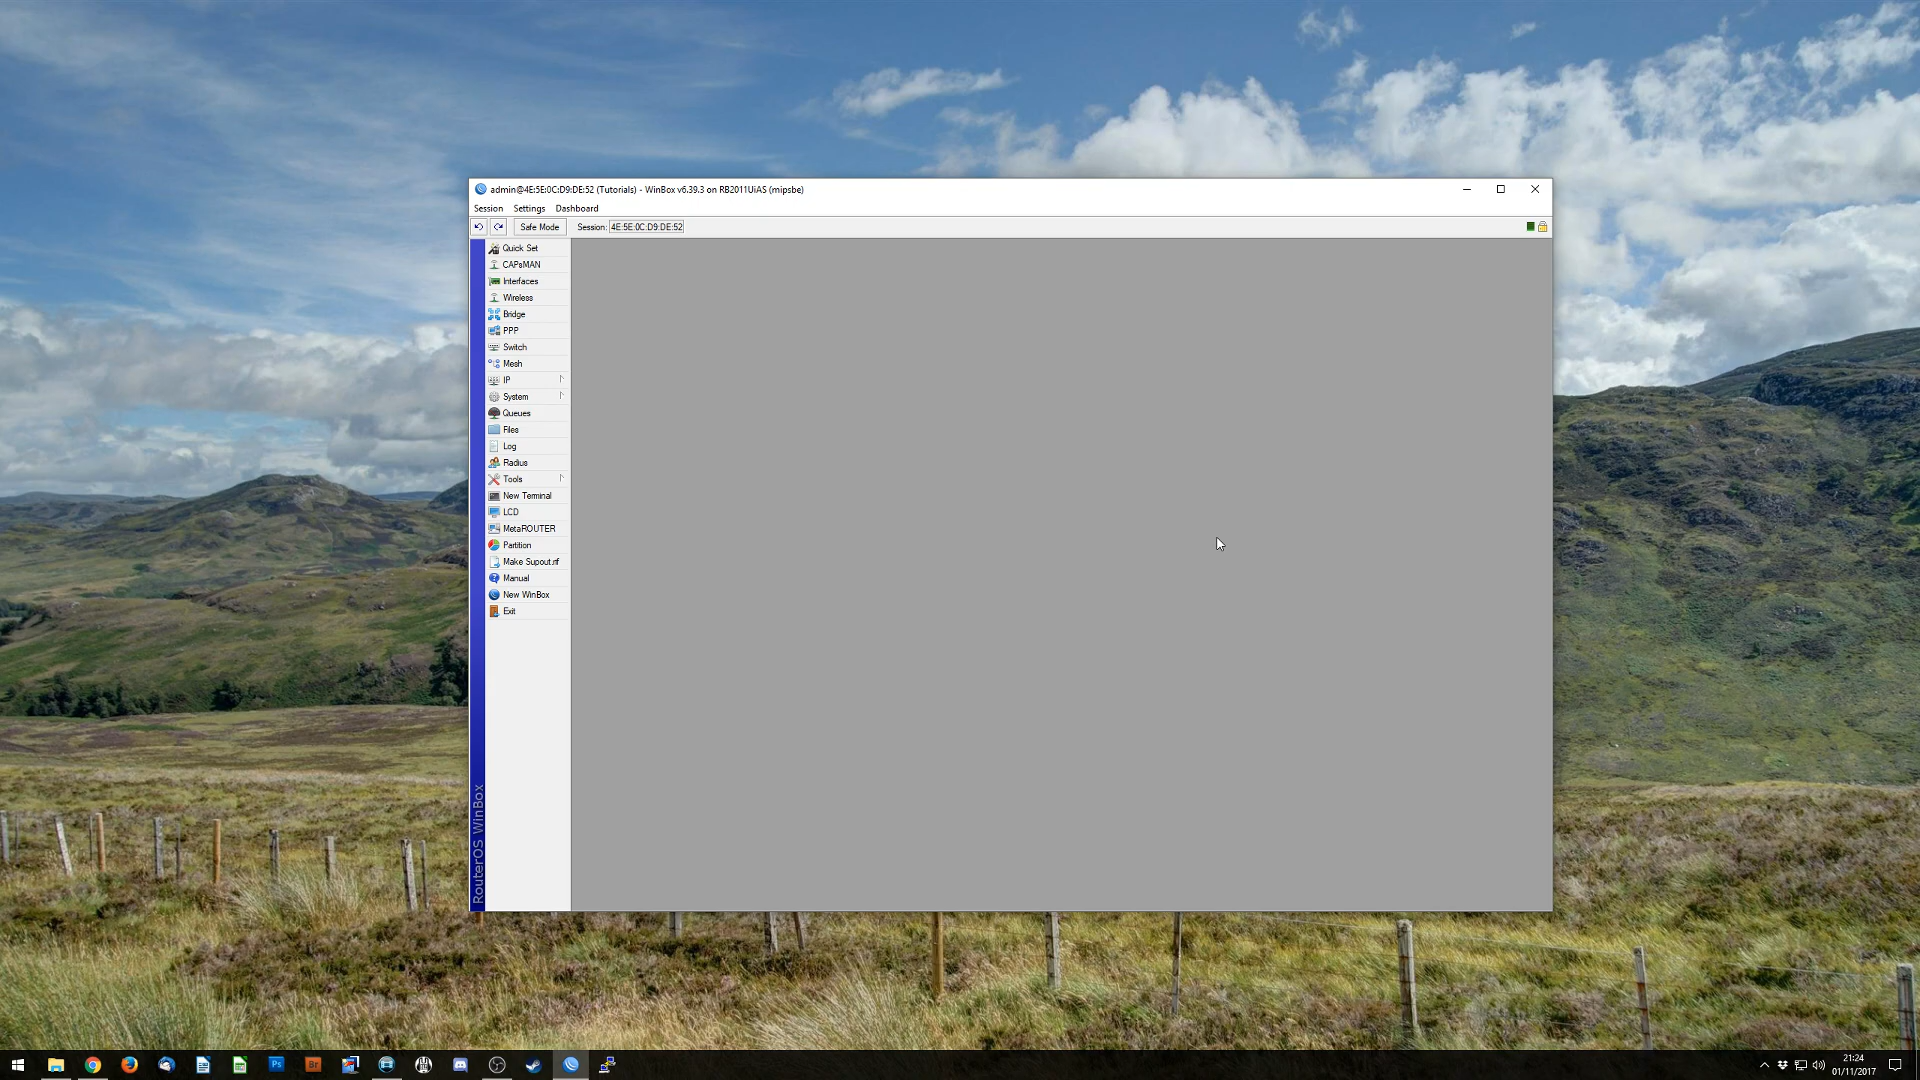 admin@4E:5E:0C:D9:DE:52 (Tutorials) - WinBox v6.39.3 on RB2011UiAS (mipsbe)
Session Settings Dashboard
Safe Mode Session: 4E:5E:0C:D9:DE:52
Quick Set
CAPsMAN
Interfaces
Wireless
Bridge
PPP
Switch
Mesh
IP
System
Queues
Files
Log
Radius
Tools
New Terminal
LCD
MetaROUTER
Partition
Make Supout.rif
Manual
New WinBox
Exit
RouterOS WinBox
Ps
Br
21:24
01/11/2017